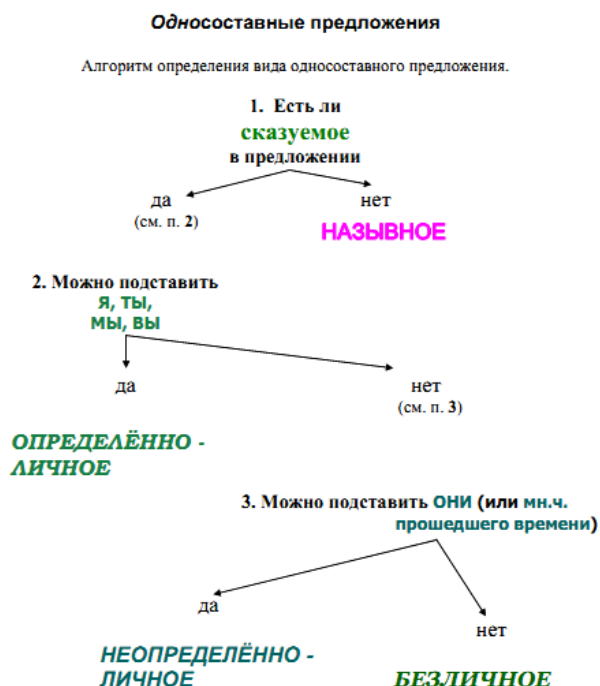 Односоставные предложения
Алгоритм определения вида односоставного предложения.
1. Есть ли
сказуемое
в предложении
да нет
(см. п. 2)
НАЗЫВНОЕ
2. Можно подставить
Я, ТЫ,
МЫ, ВЫ
да нет
(см. п. 3)
ОПРЕДЕЛЁННО -
ЛИЧНОЕ
3. Можно подставить ОНИ (или мн.ч.
прошедшего времени)
да
нет
НЕОПРЕДЕЛЁННО -
ЛИЧНОЕ БЕЗЛИЧНОЕ